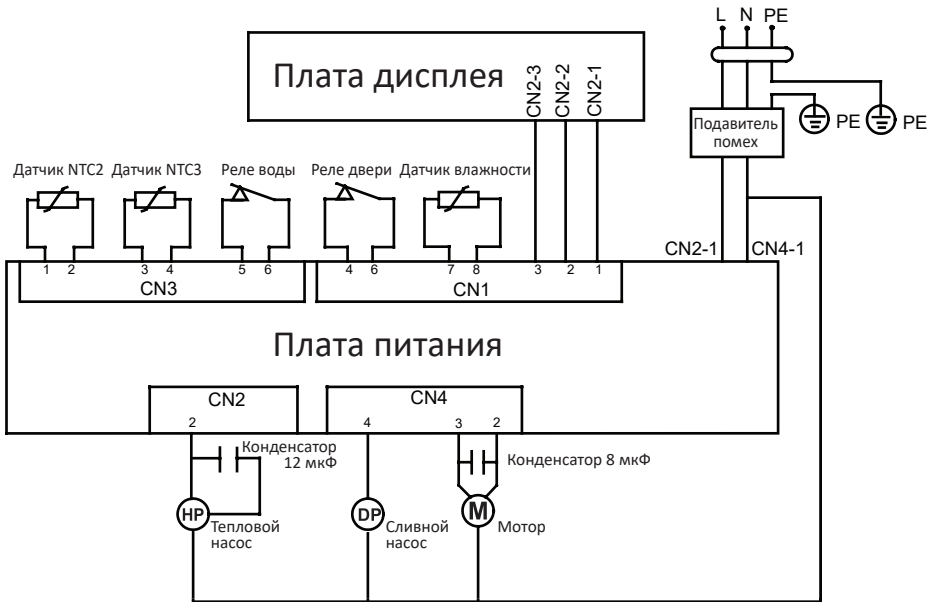 L N PE
Плата дисплея
CN2-3
CN2-2
CN2-1
Подавитель
помех
PE
PE
Датчик NTC2
Датчик NTC3
Реле воды
Реле двери
Датчик влажности
CN2-1
CN4-1
1 2 3 4 5 6
4 6 7 8 3 2 1
CN3
CN1
Плата питания
CN2
CN4
2
4
3
2
Конденсатор
12 мкФ
Конденсатор 8 мкФ
HP
Тепловой
насос
DP
Сливной
насос
M
Мотор